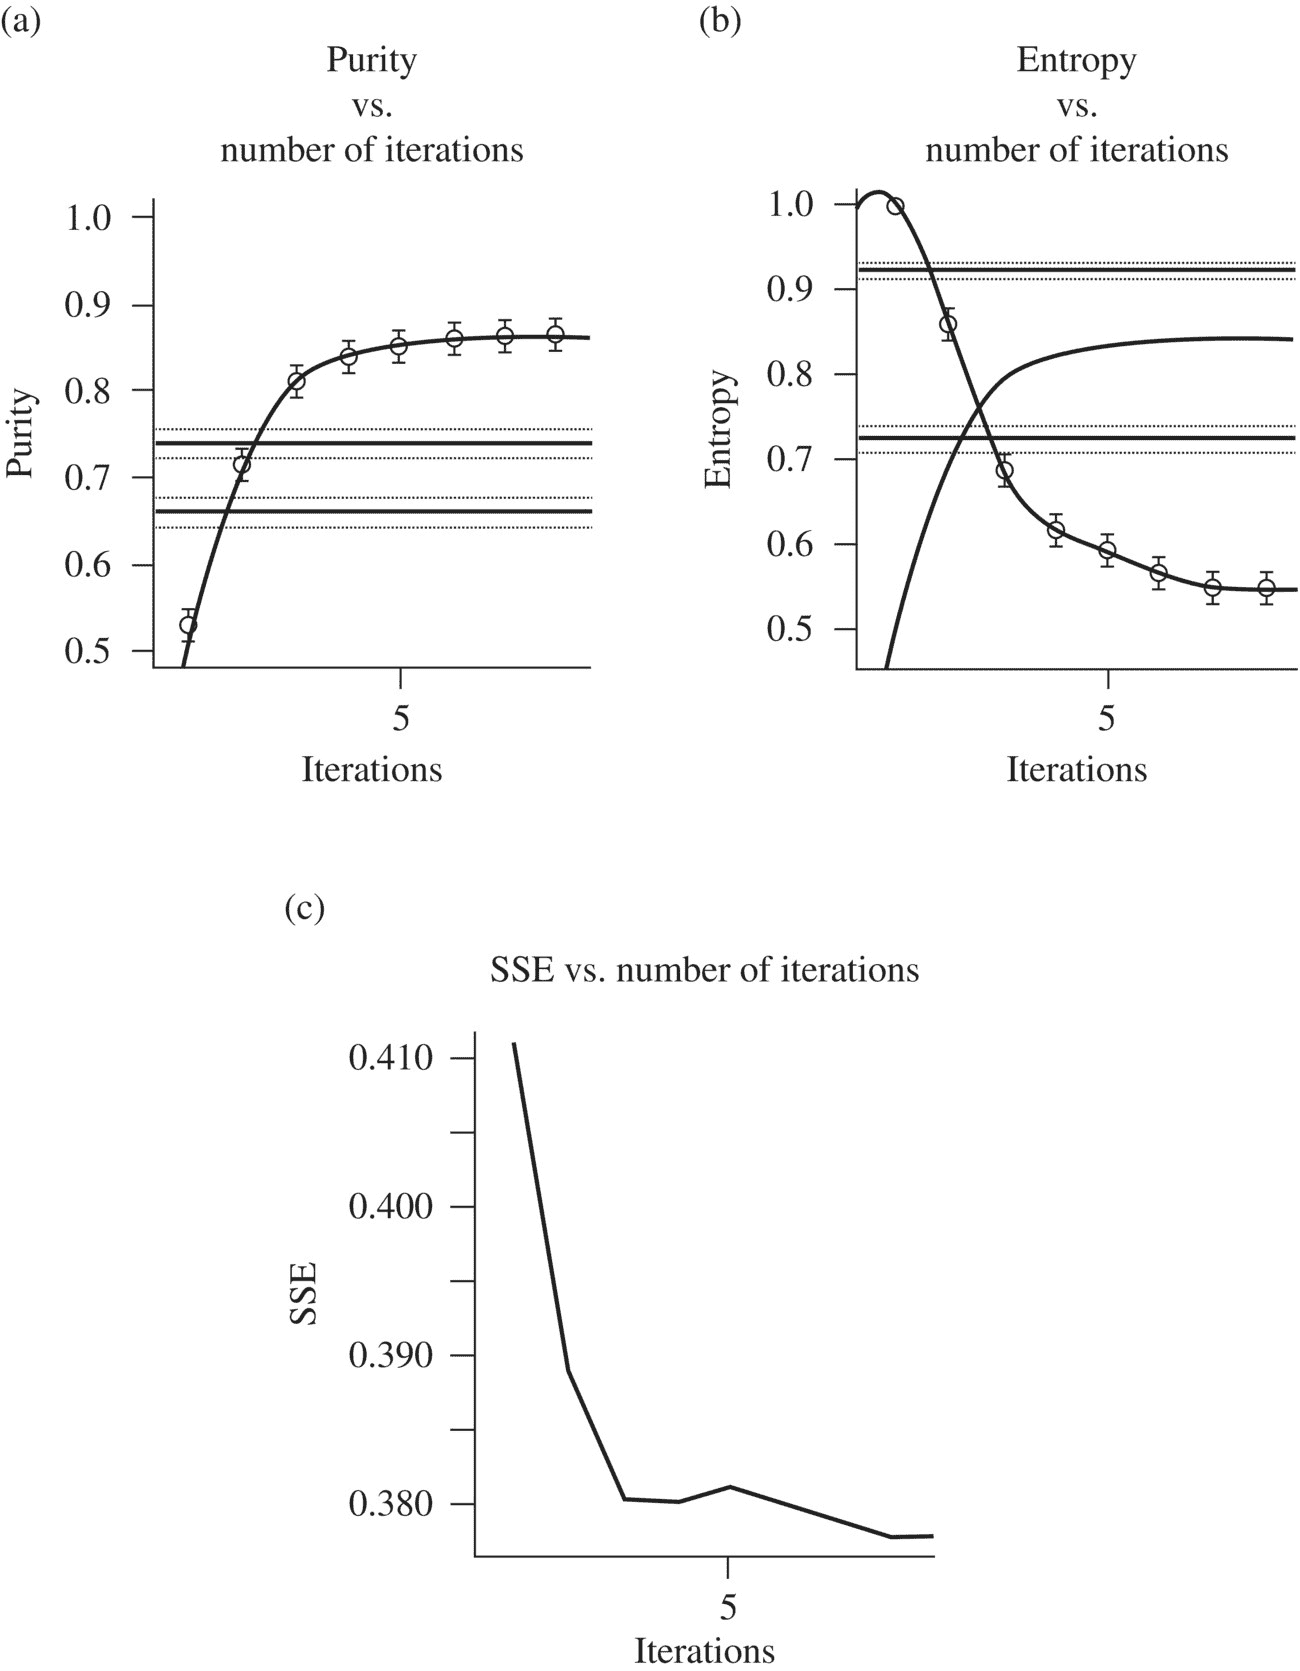 (a)
Purity
vs.
number of iterations
1.0
0.9
0.8
0.7
0.6
0.5
Purity
5
Iterations
(b)
Entropy
vs.
number of iterations
1.0
0.9
0.8
0.7
0.6
0.5
Entropy
5
Iterations
(c)
SSE vs. number of iterations
0.410
0.400
0.390
0.380
SSE
5
Iterations